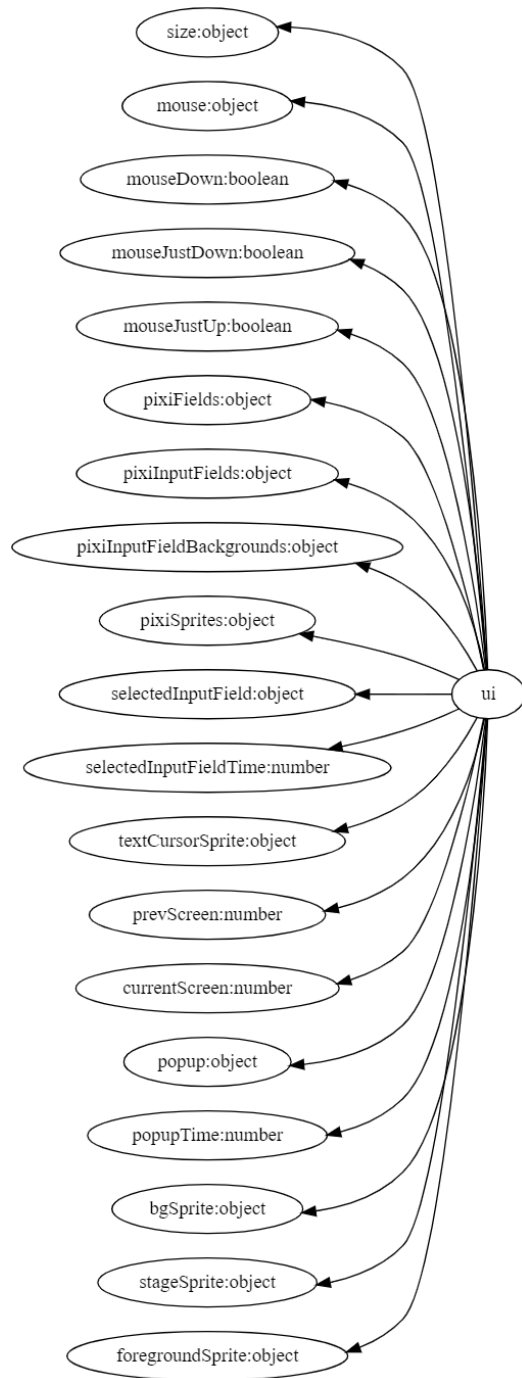 size:object
mouse:object
mouseDown:boolean
mouseJustDown:boolean
mouseJustUp:boolean
pixiFields:object
pixiInputFields:object
pixiInputFieldBackgrounds:object
pixiSprites:object
selectedInputField:object
ui
selectedInputFieldTime:number
textCursorSprite:object
prevScreen:number
currentScreen:number
popup:object
popupTime:number
bgSprite:object
stageSprite:object
foregroundSprite:object